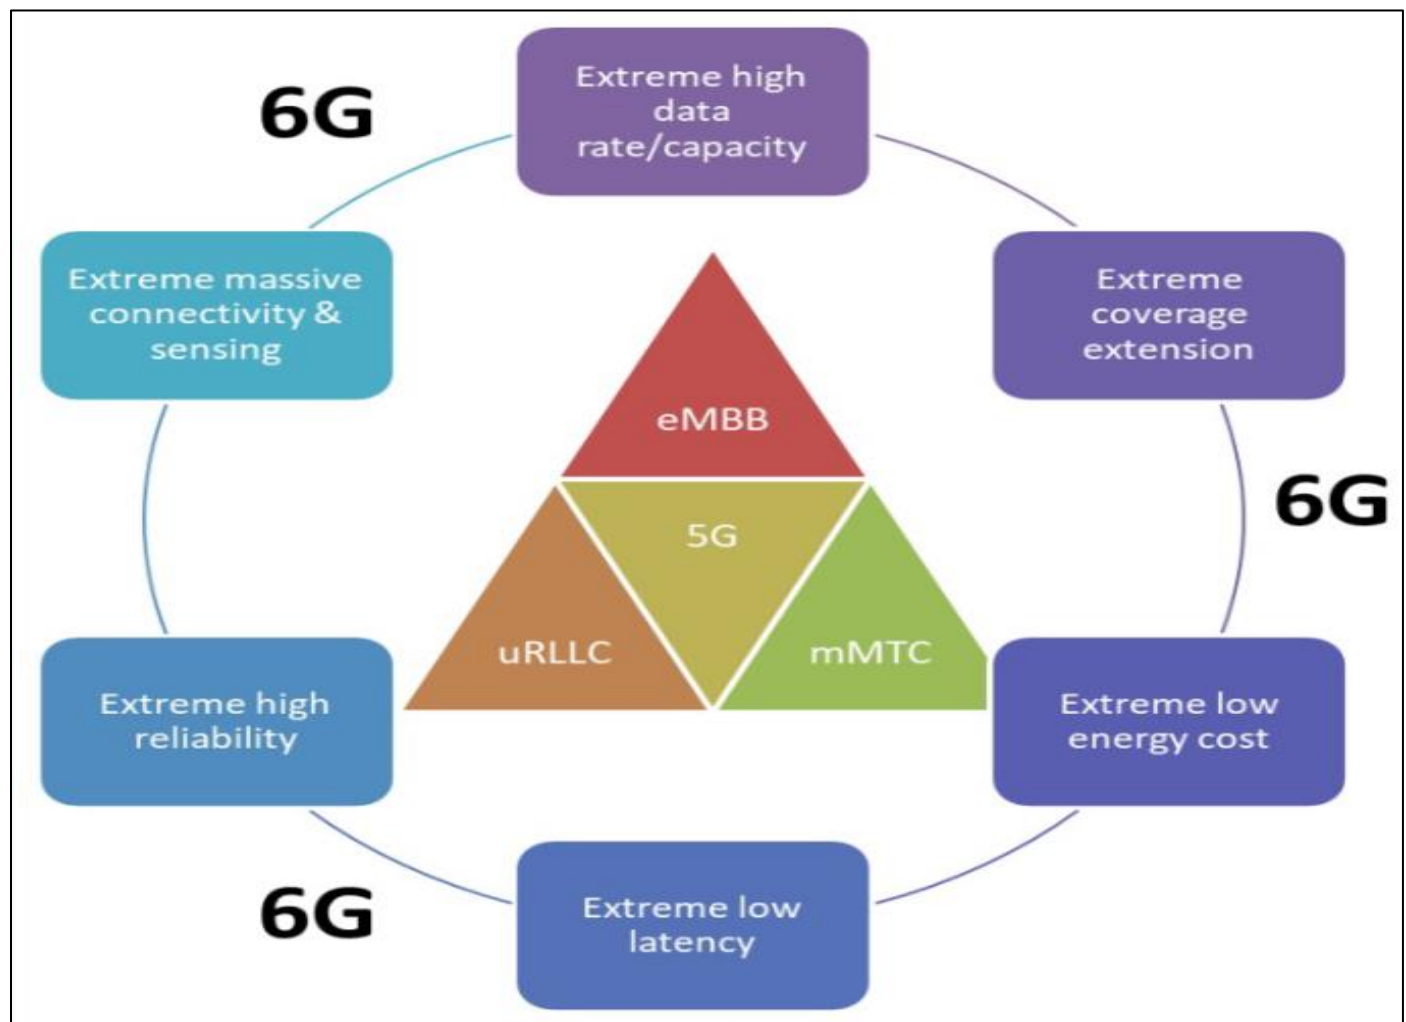 6G
Extreme high
data
rate/capacity
Extreme massive
connectivity &
sensing
Extreme
coverage
extension
eMBB
6G
5G
uRLLC
mMTC
Extreme high
reliability
Extreme low
energy cost
6G
Extreme low
latency